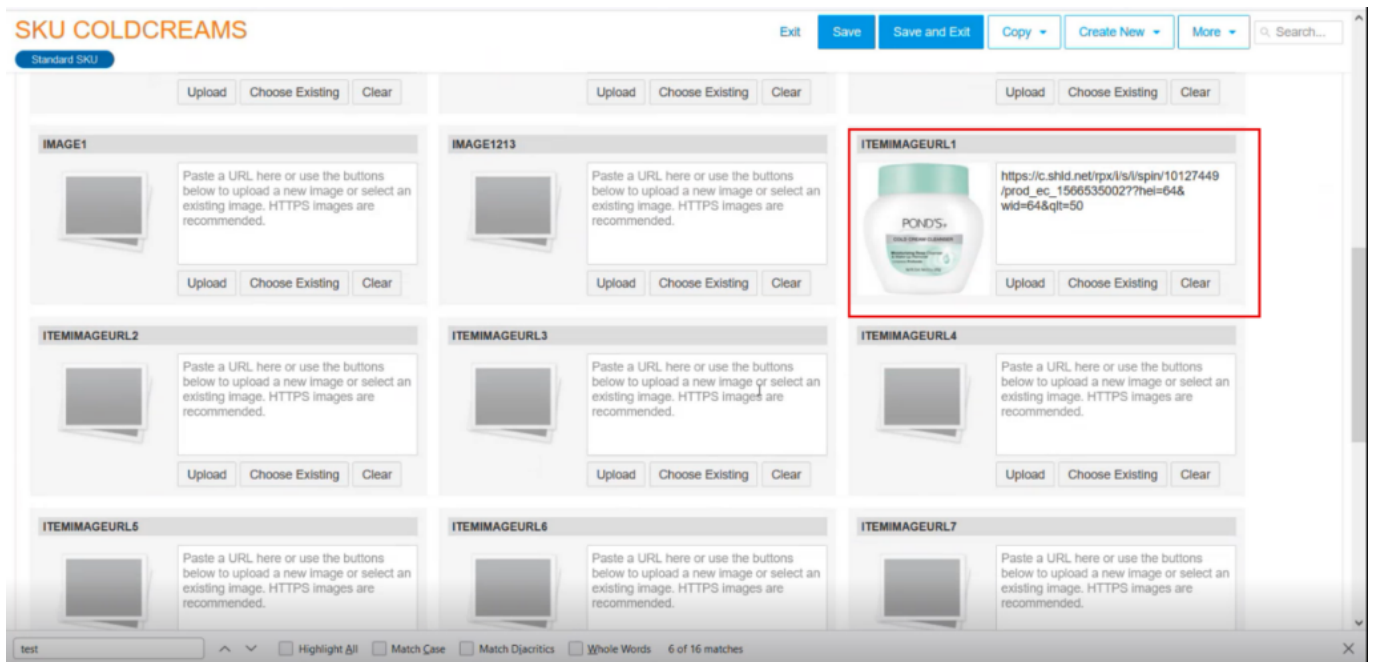 SKU COLDCREAMS
Exit Save Save and Exit Copy Create New More Search...
Standard SKU
Upload Choose Existing Clear Upload Choose Existing Clear Upload Choose Existing Clear
IMAGE1 IMAGE1213 ITEMIMAGEURL1
Paste a URL here or use the buttons
below to upload a new image or select an
existing image. HTTPS images are
recommended.
Paste a URL here or use the buttons
below to upload a new image or select an
existing image. HTTPS images are
recommended.
POND'S
COLD CREAM CLEANSER
https://c.shld.net/rpx/i/s/i/spin/10127449
/prod_ec_1566535002??hei=64&
wid=64&qlt=50
Upload Choose Existing Clear Upload Choose Existing Clear Upload Choose Existing Clear
ITEMIMAGEURL2 ITEMIMAGEURL3 ITEMIMAGEURL4
Paste a URL here or use the buttons
below to upload a new image or select an
existing image. HTTPS images are
recommended.
Paste a URL here or use the buttons
below to upload a new image or select an
existing image. HTTPS images are
recommended.
Paste a URL here or use the buttons
below to upload a new image or select an
existing image. HTTPS images are
recommended.
Upload Choose Existing Clear Upload Choose Existing Clear Upload Choose Existing Clear
ITEMIMAGEURL5 ITEMIMAGEURL6 ITEMIMAGEURL7
Paste a URL here or use the buttons
below to upload a new image or select an
existing image. HTTPS images are
recommended.
Paste a URL here or use the buttons
below to upload a new image or select an
existing image. HTTPS images are
recommended.
Paste a URL here or use the buttons
below to upload a new image or select an
existing image. HTTPS images are
recommended.
test Highlight All Match Case Match Diacritics Whole Words 6 of 16 matches